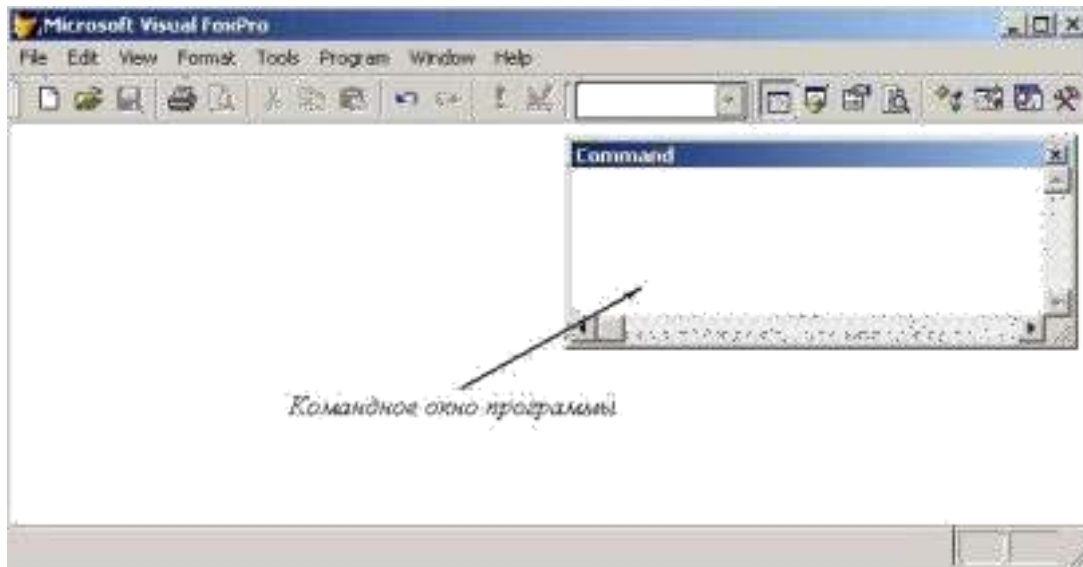 Microsoft Visual FoxPro
File Edit View Format Tools Program Window Help
Command
Командное окно программы